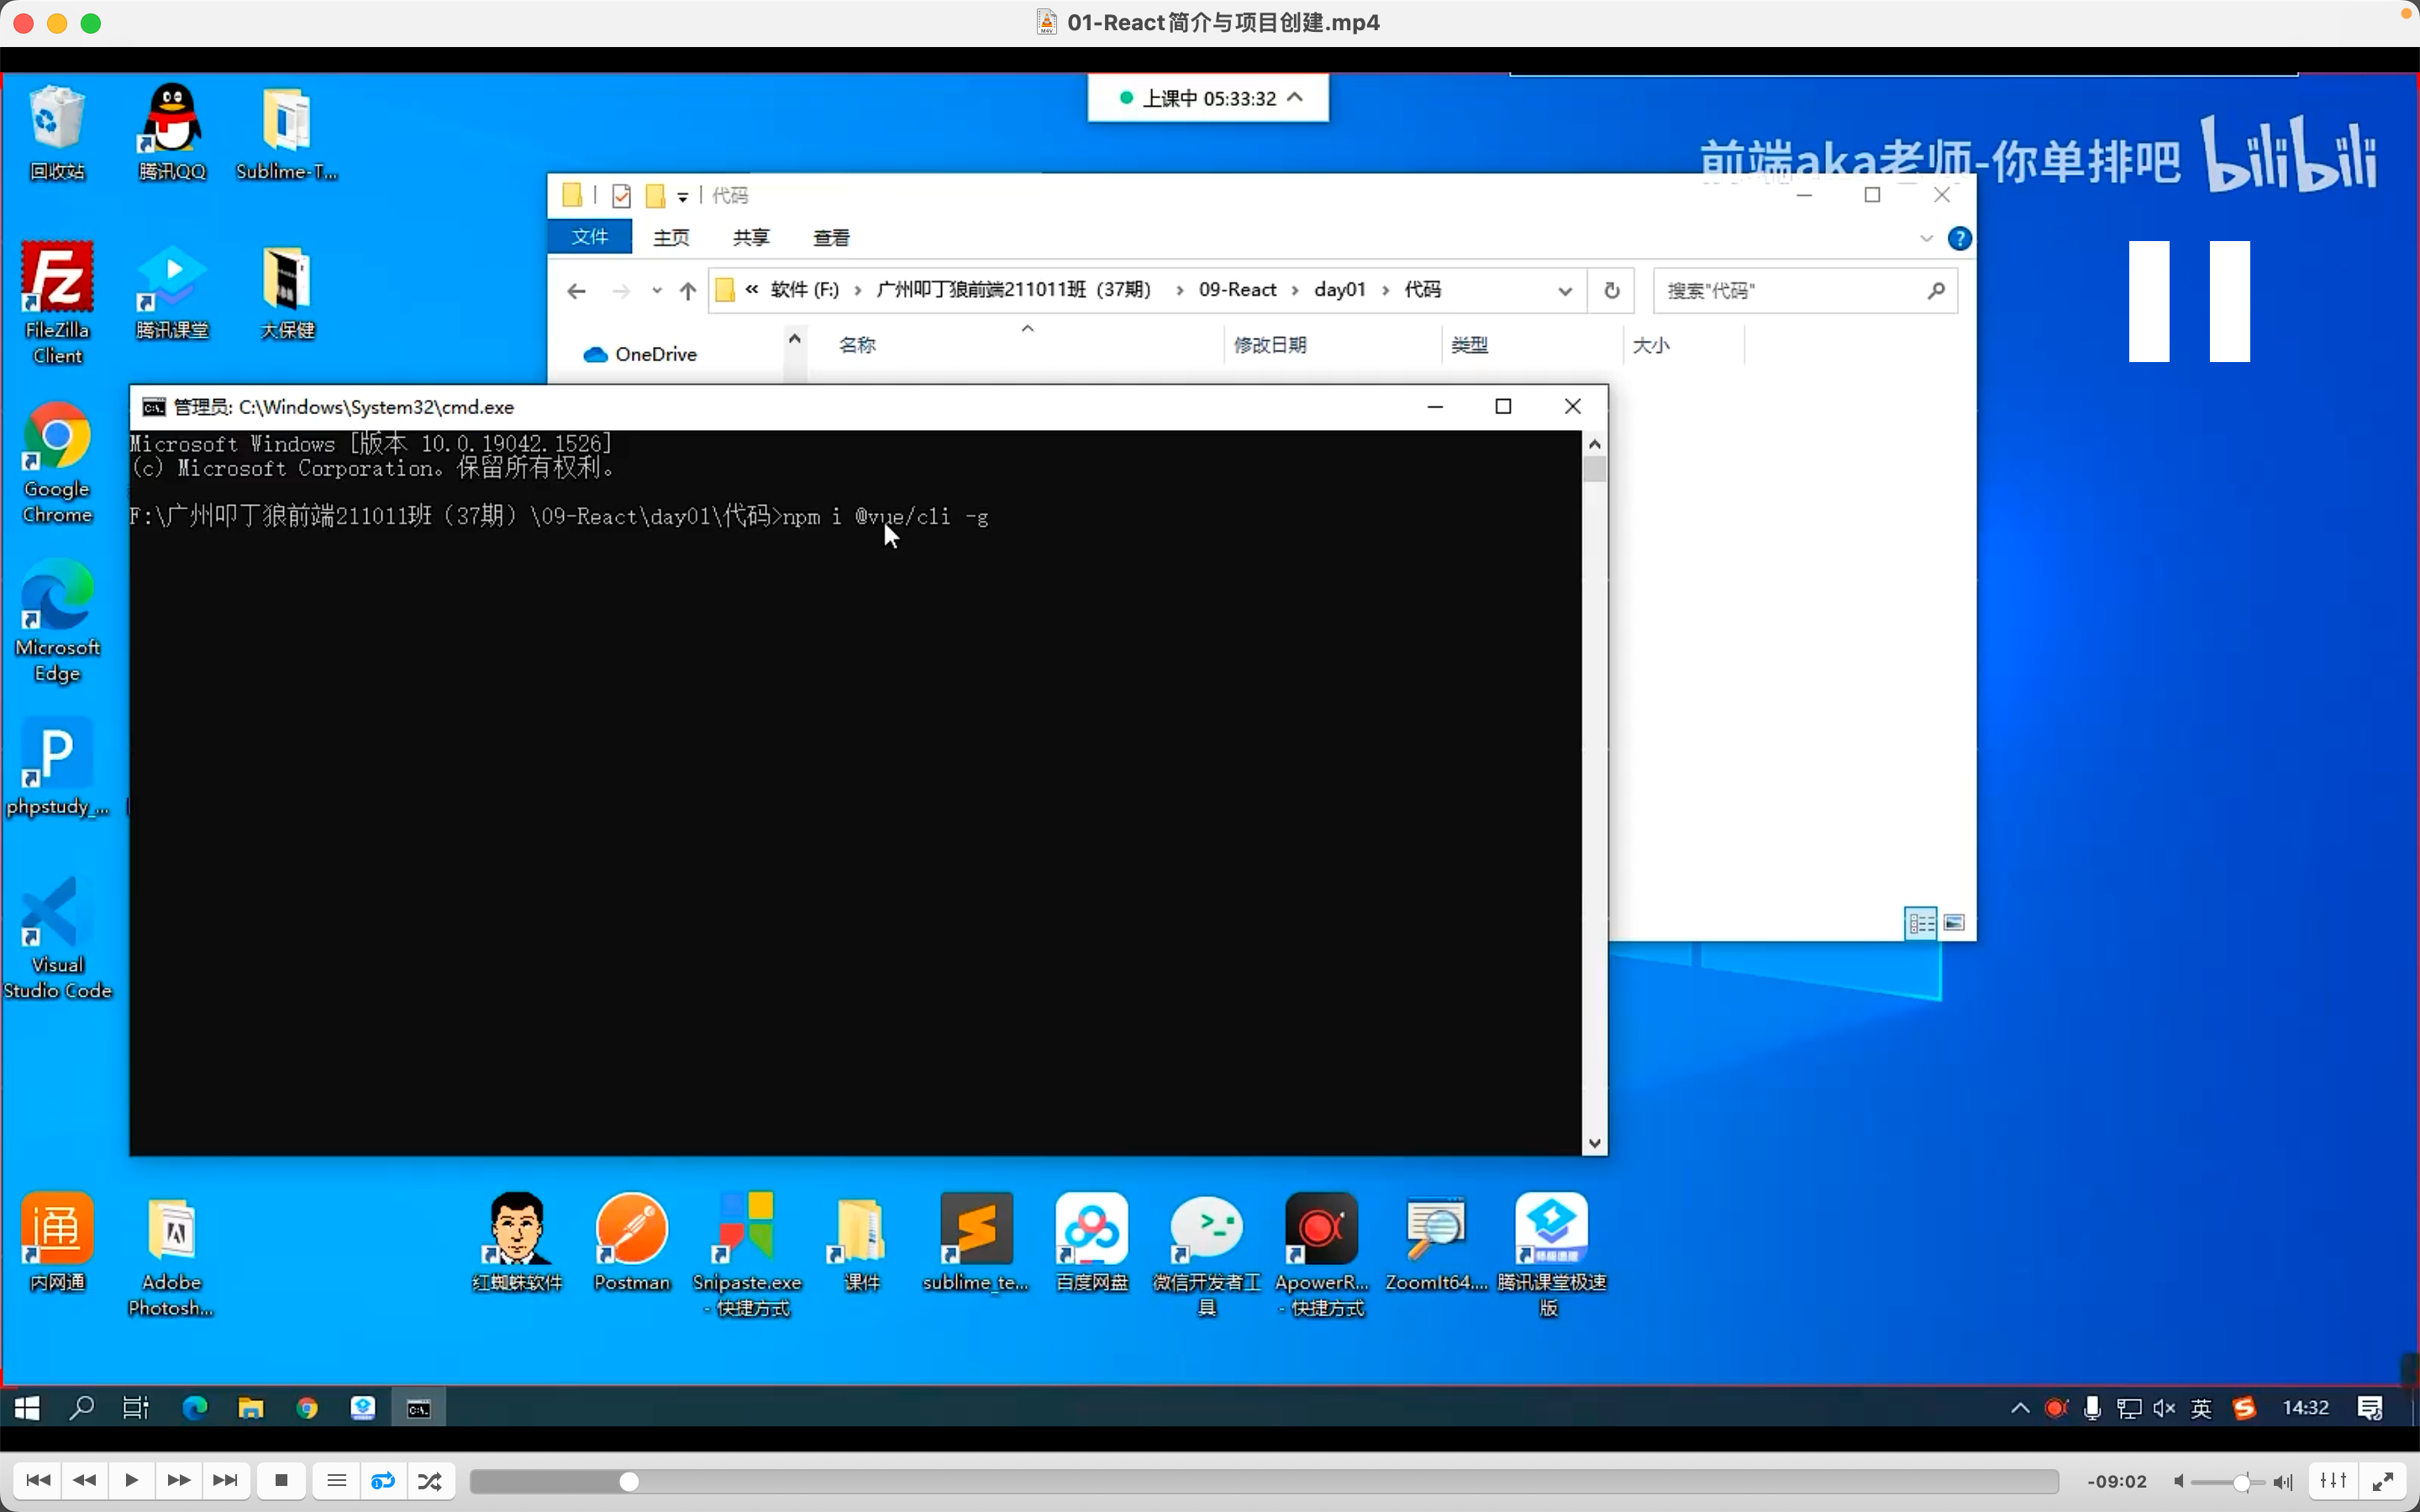 01-React简介与项目创建.mp4
上课中 05:33:32
前端aka老师-你单排吧 bilibili
回收站
腾讯QQ
Sublime-T...
代码
文件 主页 共享 查看
« 软件 (F:) › 广州叩丁狼前端211011班（37期） › 09-React › day01 › 代码
搜索"代码"
OneDrive
名称 修改日期 类型 大小
FileZilla
Client
腾讯课堂
大保健
管理员: C:\Windows\System32\cmd.exe
Microsoft Windows [版本 10.0.19042.1526]
(c) Microsoft Corporation。保留所有权利。
F:\广州叩丁狼前端211011班（37期）\09-React\day01\代码>npm i @vue/cli -g
Google
Chrome
Microsoft
Edge
phpstudy_...
Visual
Studio Code
内网通
Adobe
Photosh...
红蜘蛛软件
Postman
Snipaste.exe
- 快捷方式
课件
sublime_te...
百度网盘
微信开发者工
具
ApowerR...
- 快捷方式
ZoomIt64....
腾讯课堂极速
版
英
14:32
-09:02